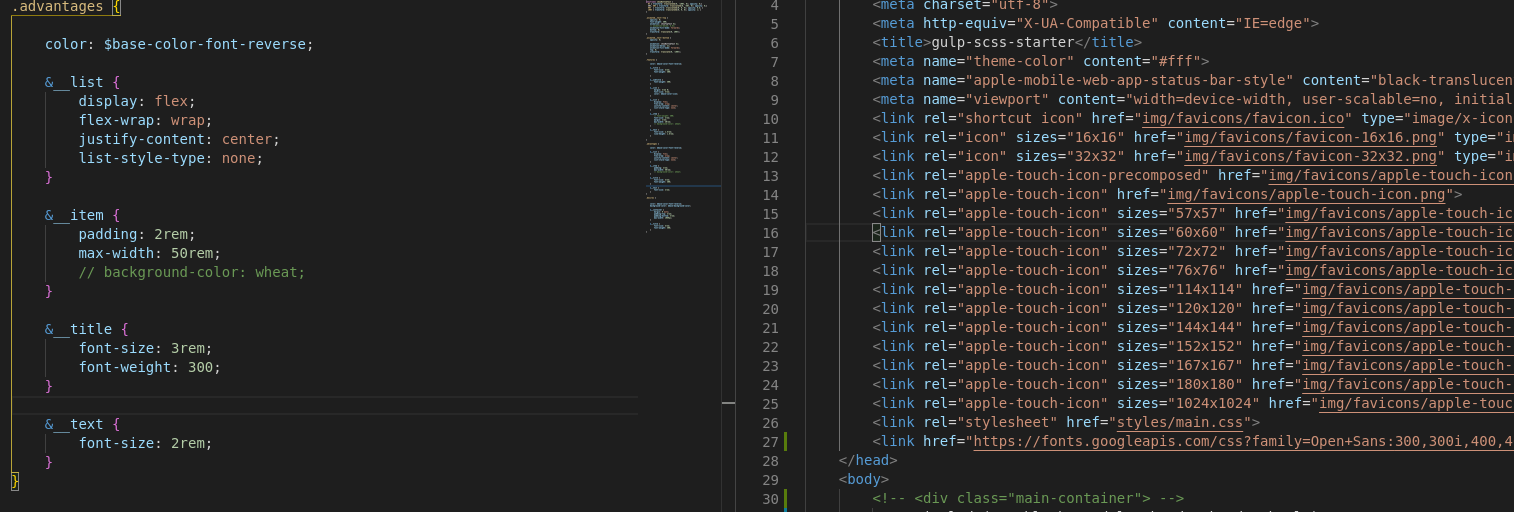 .advantages {
color: $base-color-font-reverse;
&__list {
display: flex;
flex-wrap: wrap;
justify-content: center;
list-style-type: none;
}
&__item {
padding: 2rem;
max-width: 50rem;
// background-color: wheat;
}
&__title {
font-size: 3rem;
font-weight: 300;
}
&__text {
font-size: 2rem;
}
}
4 <meta charset="utf-8">
5 <meta http-equiv="X-UA-Compatible" content="IE=edge">
6 <title>gulp-scss-starter</title>
7 <meta name="theme-color" content="#fff">
8 <meta name="apple-mobile-web-app-status-bar-style" content="black-translucen
9 <meta name="viewport" content="width=device-width, user-scalable=no, initial
10 <link rel="shortcut icon" href="img/favicons/favicon.ico" type="image/x-icon
11 <link rel="icon" sizes="16x16" href="img/favicons/favicon-16x16.png" type="i
12 <link rel="icon" sizes="32x32" href="img/favicons/favicon-32x32.png" type="i
13 <link rel="apple-touch-icon-precomposed" href="img/favicons/apple-touch-icon
14 <link rel="apple-touch-icon" href="img/favicons/apple-touch-icon.png">
15 <link rel="apple-touch-icon" sizes="57x57" href="img/favicons/apple-touch-ic
16 <link rel="apple-touch-icon" sizes="60x60" href="img/favicons/apple-touch-ic
17 <link rel="apple-touch-icon" sizes="72x72" href="img/favicons/apple-touch-ic
18 <link rel="apple-touch-icon" sizes="76x76" href="img/favicons/apple-touch-ic
19 <link rel="apple-touch-icon" sizes="114x114" href="img/favicons/apple-touch-
20 <link rel="apple-touch-icon" sizes="120x120" href="img/favicons/apple-touch-
21 <link rel="apple-touch-icon" sizes="144x144" href="img/favicons/apple-touch-
22 <link rel="apple-touch-icon" sizes="152x152" href="img/favicons/apple-touch-
23 <link rel="apple-touch-icon" sizes="167x167" href="img/favicons/apple-touch-
24 <link rel="apple-touch-icon" sizes="180x180" href="img/favicons/apple-touch-
25 <link rel="apple-touch-icon" sizes="1024x1024" href="img/favicons/apple-touc
26 <link rel="stylesheet" href="styles/main.css">
27 <link href="https://fonts.googleapis.com/css?family=Open+Sans:300,300i,400,4
28 </head>
29 <body>
30 <!-- <div class="main-container"> -->